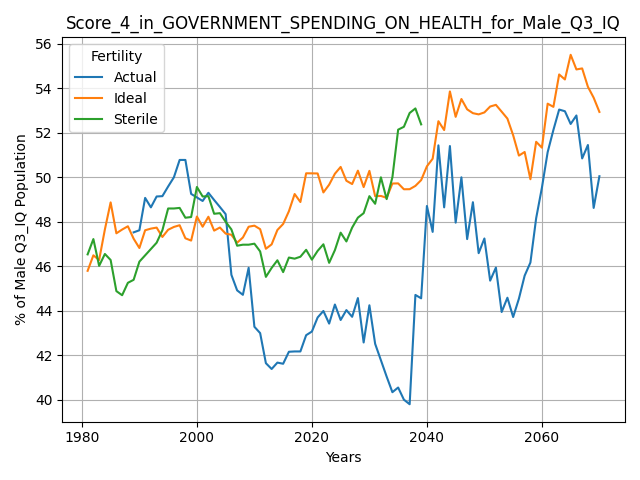 Score_4_in_GOVERNMENT_SPENDING_ON_HEALTH_for_Male_Q3_IQ
Fertility
Actual
Ideal
Sterile
% of Male Q3_IQ Population
56
54
52
50
48
46
44
42
40
1980 2000 2020 2040 2060
Years